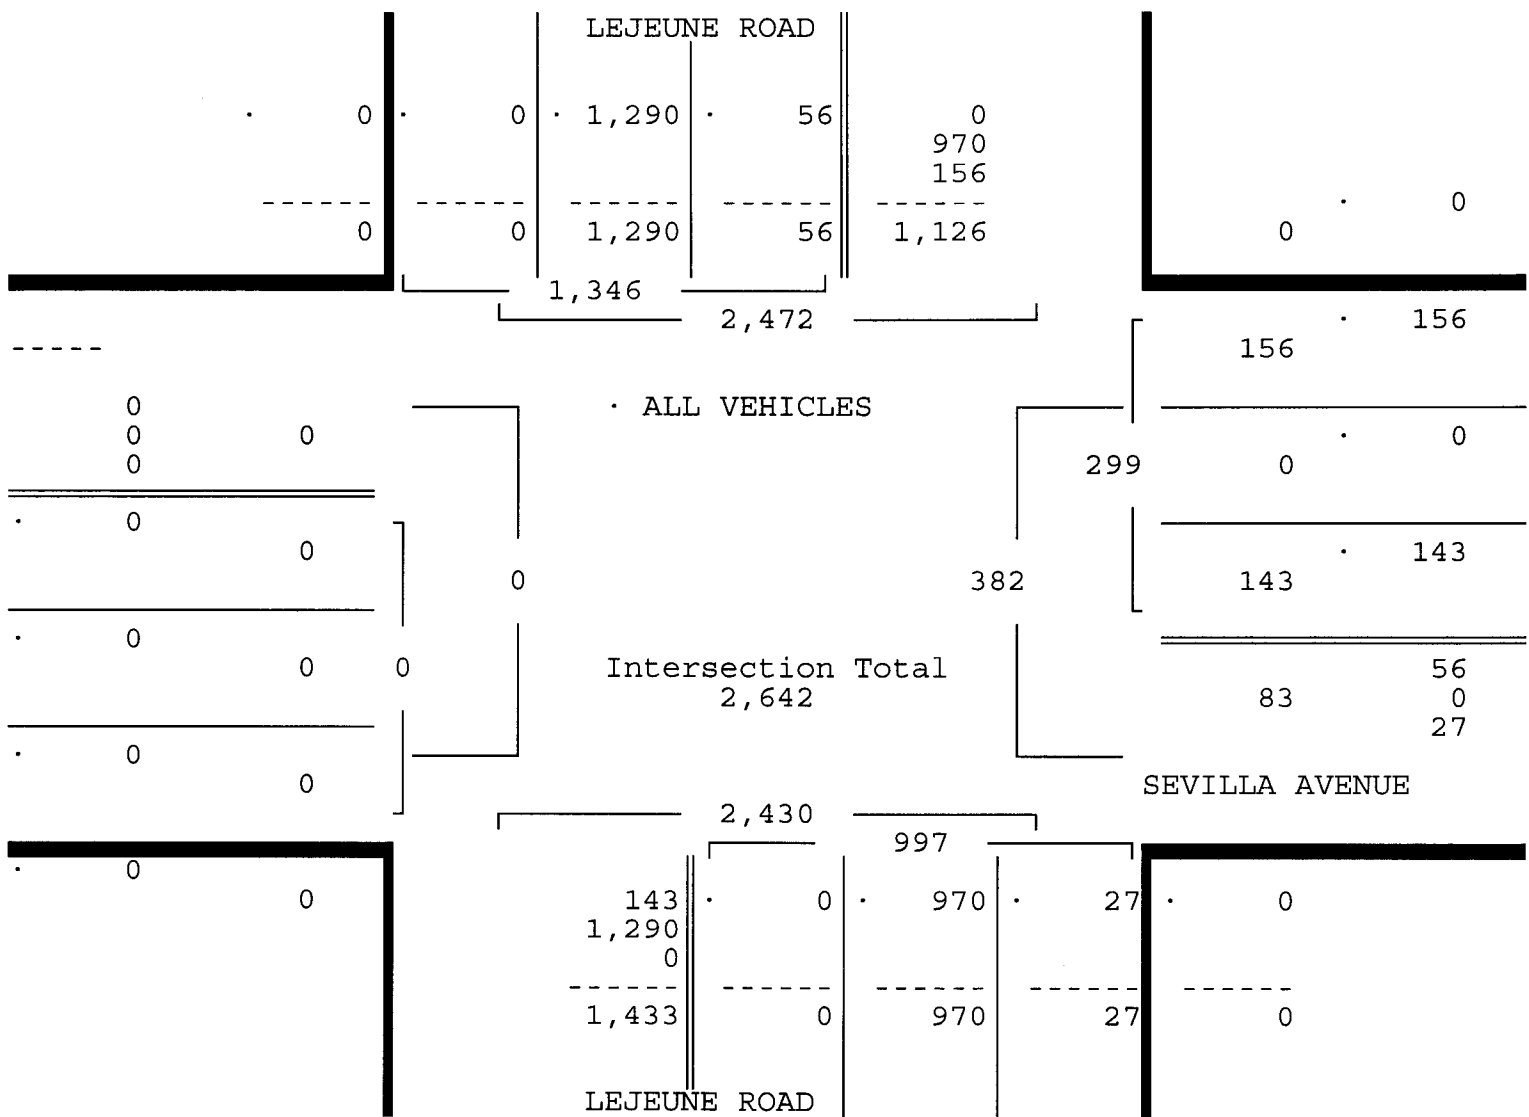 LEJEUNE ROAD
· 0 · 0 · 1,290 · 56 0
970
156
------ ------ ------ ------ ------ · 0
0 0 1,290 56 1,126 0
1,346
2,472 · 156
----- 156
0 · ALL VEHICLES
0 0 · 0
0 299 0
· 0
0 · 143
0 382 143
· 0
0 0 Intersection Total 56
2,642 83 0
27
· 0
0 SEVILLA AVENUE
2,430
997
· 0
0 143 · 0 · 970 · 27 · 0
1,290
0
------ ------ ------ ------ ------
1,433 0 970 27 0
LEJEUNE ROAD